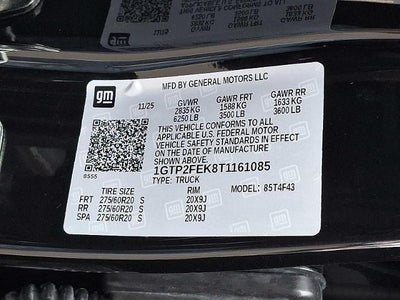 gm
MFD BY GENERAL MOTORS LLC
11/25 GVWR GAWR FRT GAWR RR
2835 KG 1588 KG 1633 KG
6250 LB 3500 LB 3600 LB
THIS VEHICLE CONFORMS TO ALL
APPLICABLE U.S. FEDERAL MOTOR
VEHICLE SAFETY STANDARDS IN EFFECT
ON THE DATE OF MANUFACTURE
8556 1GTP2FEK8T1161085
TYPE: TRUCK
TIRE SIZE RIM MODEL: 85T4F43
FRT 275/60R20 S 20X9J
RR 275/60R20 S 20X9J
SPA 275/60R20 S 20X9J